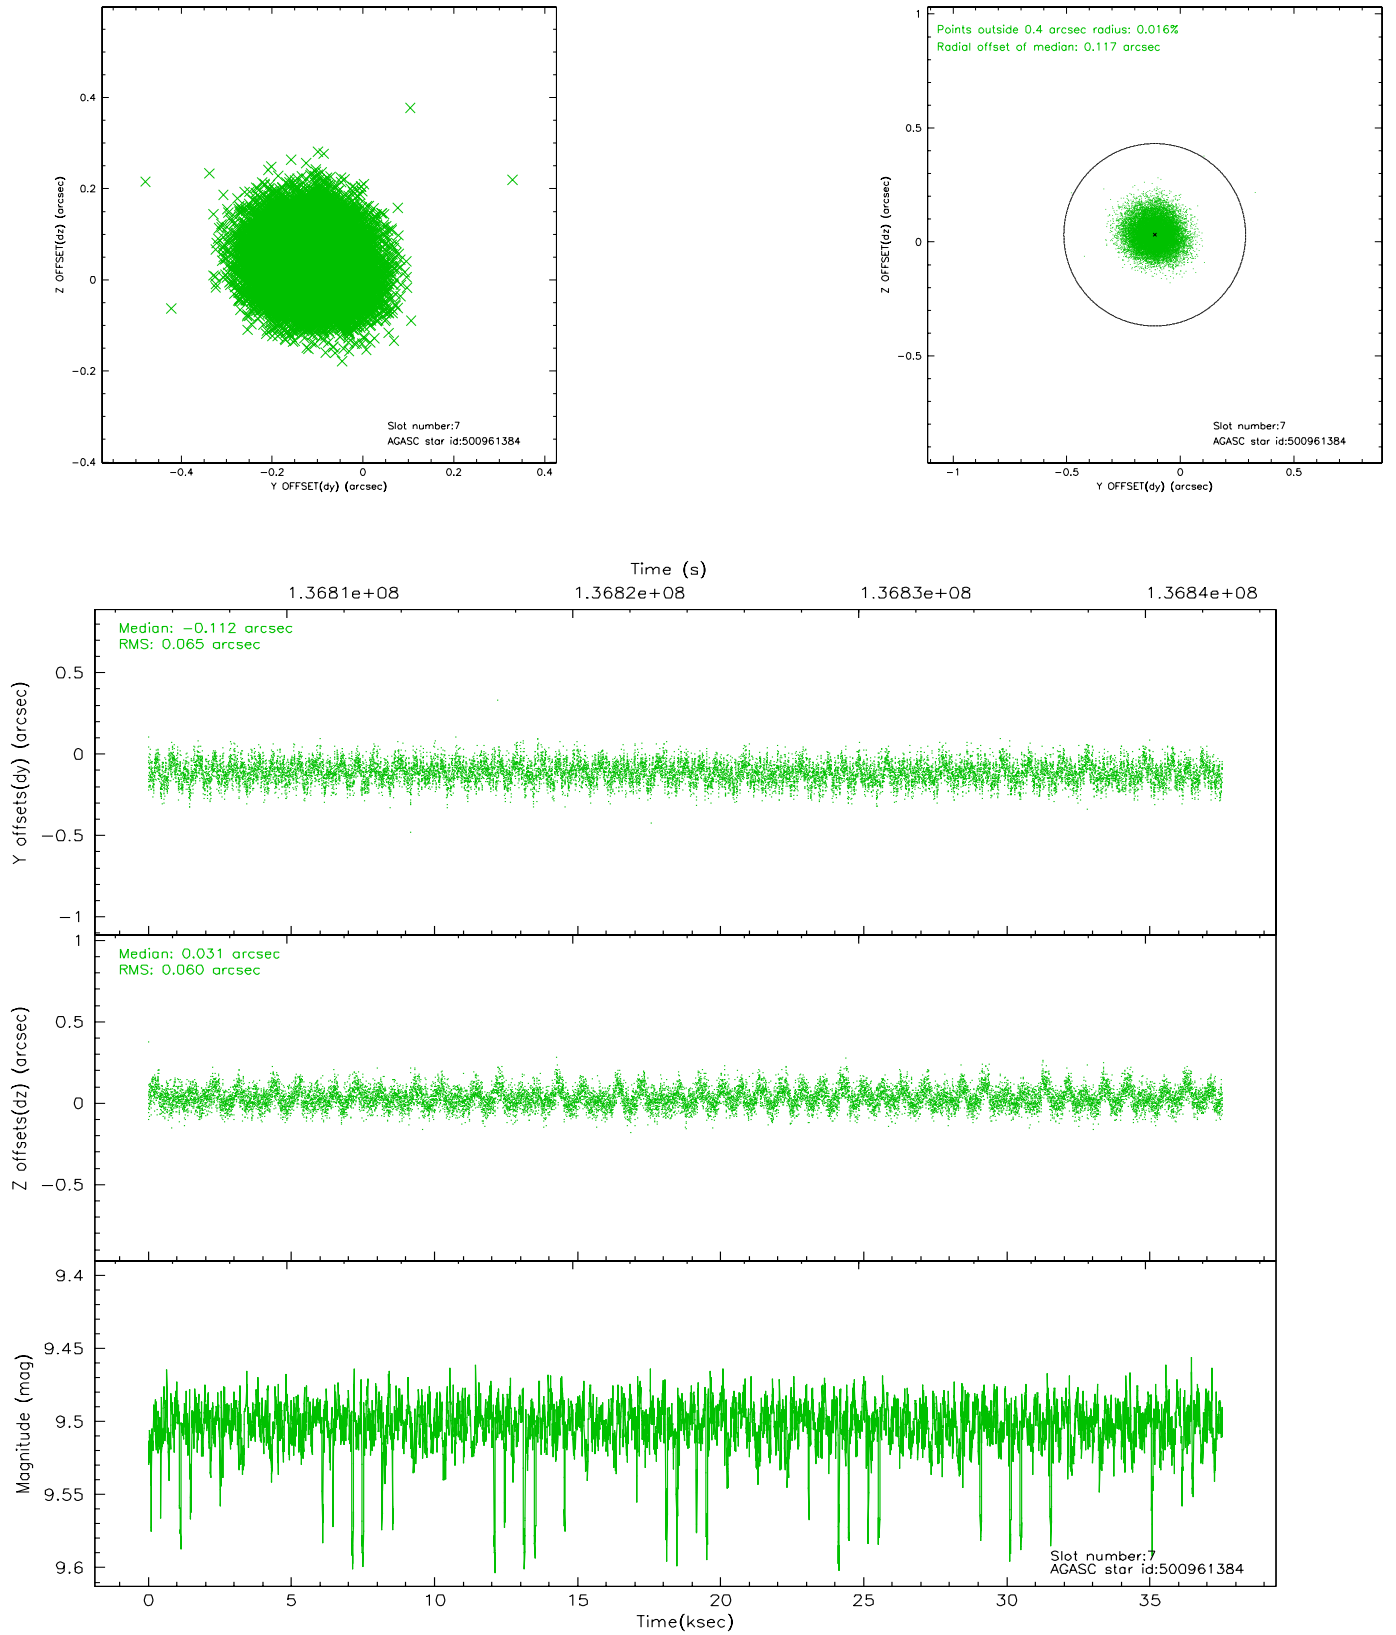 0.4
0.2
0
−0.2
−0.4
Z OFFSET(dz) (arcsec)
−0.4 −0.2 0 0.2 0.4
Y OFFSET(dy) (arcsec)
Slot number:7
AGASC star id:500961384
Points outside 0.4 arcsec radius: 0.016%
Radial offset of median: 0.117 arcsec
1
0.5
0
−0.5
Z OFFSET(dz) (arcsec)
−1 −0.5 0 0.5
Y OFFSET(dy) (arcsec)
Slot number:7
AGASC star id:500961384
Time (s)
1.3681e+08 1.3682e+08 1.3683e+08 1.3684e+08
Median: −0.112 arcsec
RMS: 0.065 arcsec
0.5
0
−0.5
−1
Y offsets(dy) (arcsec)
Median: 0.031 arcsec
RMS: 0.060 arcsec
1
0.5
0
−0.5
Z offsets(dz) (arcsec)
9.4
9.45
9.5
9.55
9.6
Magnitude (mag)
Slot number:7
AGASC star id:500961384
0 5 10 15 20 25 30 35
Time(ksec)